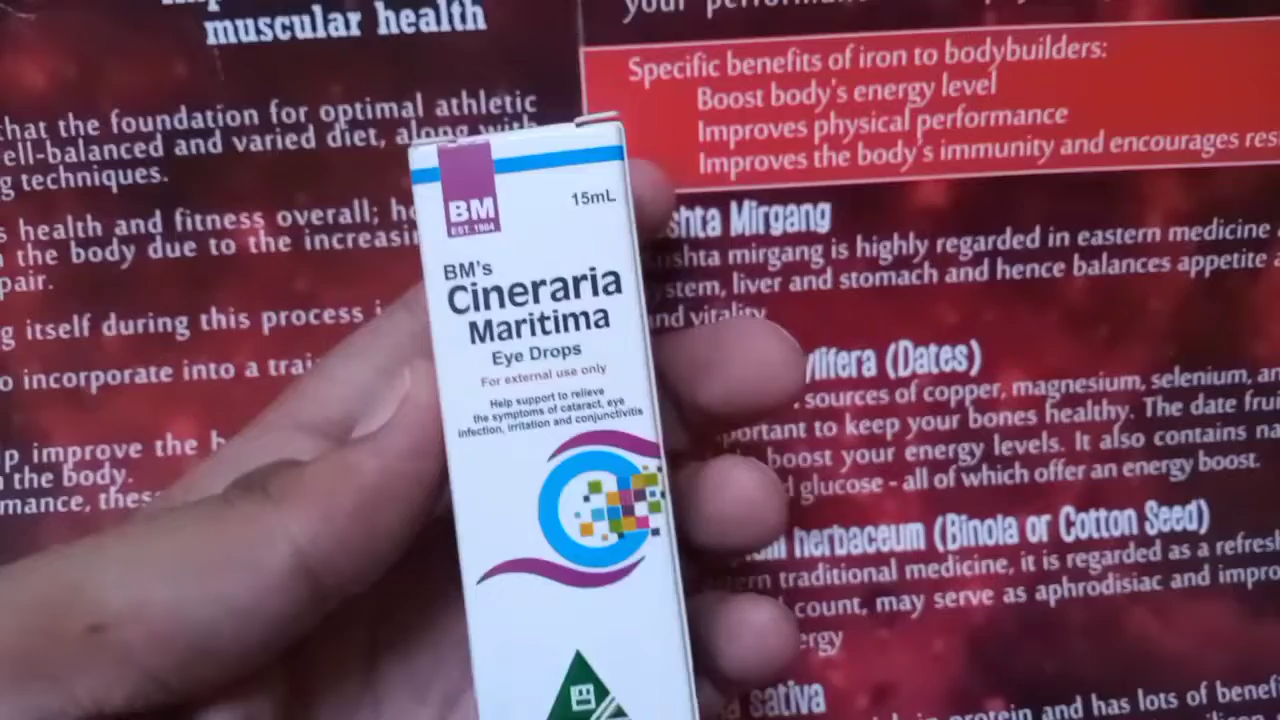 muscular health
that the foundation for optimal athletic
well-balanced and varied diet, along with
g techniques.
s health and fitness overall;
the body due to the increasi
pair.
g itself during this process i
o incorporate into a trai
p improve the
the body.
mance, thes
BM
EST. 1984
15mL
BM's
Cineraria
Maritima
Eye Drops
For external use only
Help support to relieve
the symptoms of cataract, eye
infection, irritation and conjunctivitis
Specific benefits of iron to bodybuilders:
Boost body's energy level
Improves physical performance
Improves the body's immunity and encourages res
shta Mirgang
shta mirgang is highly regarded in eastern medicine
stem, liver and stomach and hence balances appetite a
nd vitality
ylifera (Dates)
sources of copper, magnesium, selenium, an
portant to keep your bones healthy. The date frui
boost your energy levels. It also contains na
d glucose - all of which offer an energy boost.
herbaceum (Binola or Cotton Seed)
ern traditional medicine, it is regarded as a refresh
count, may serve as aphrodisiac and impro
ergy
sativa
protein and has lots of benefi